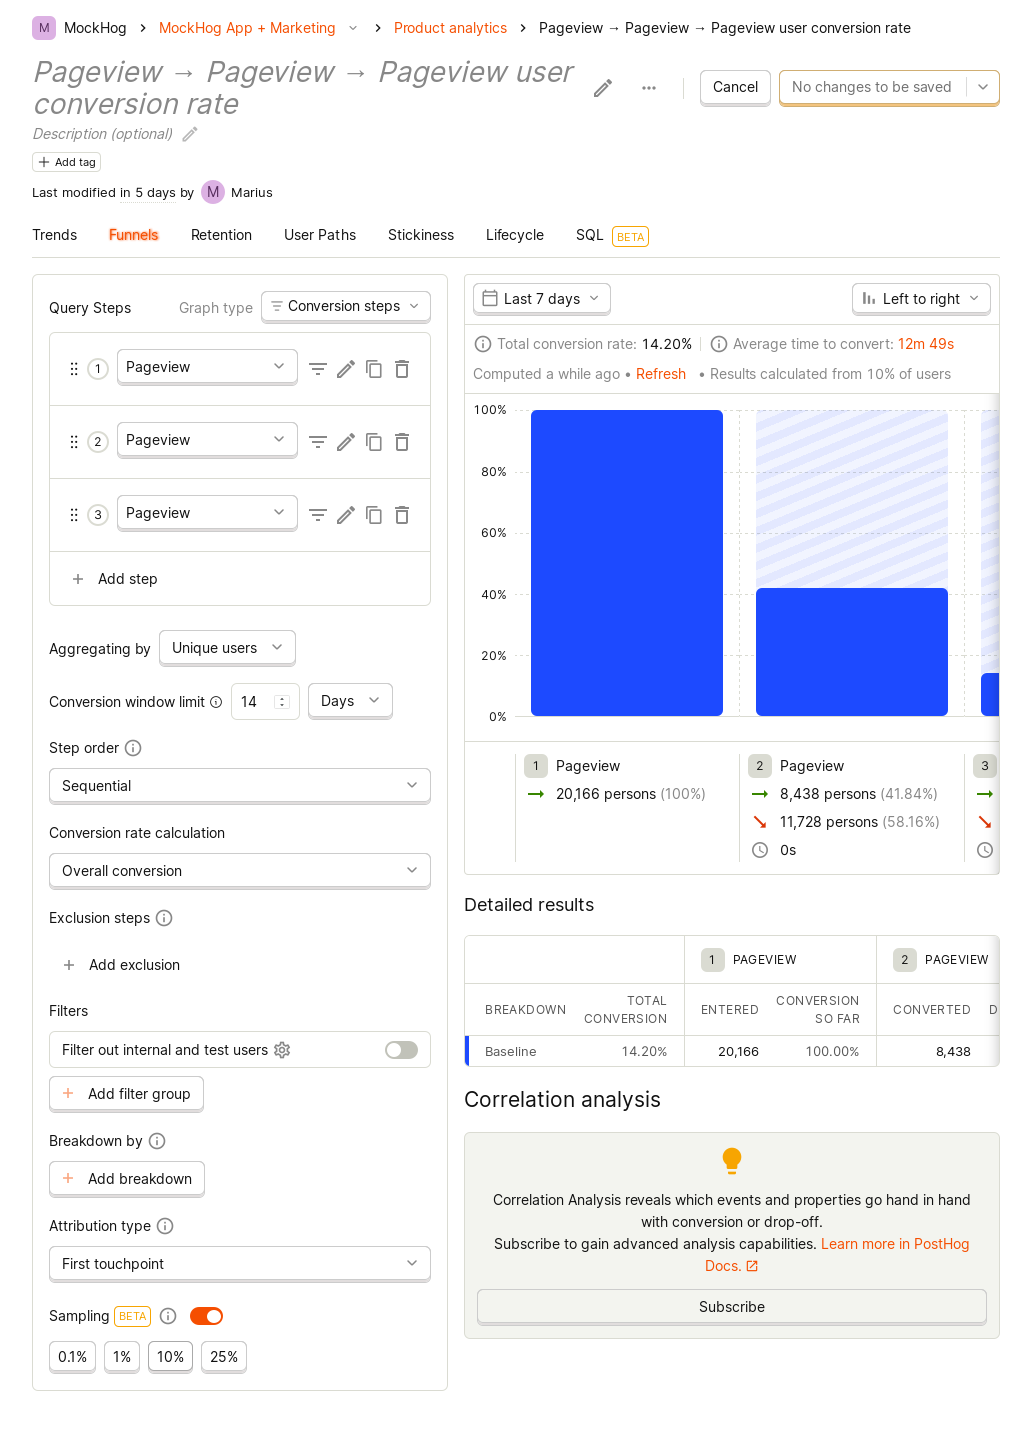 M MockHog > MockHog App + Marketing > Product analytics > Pageview → Pageview → Pageview user conversion rate
Pageview → Pageview → Pageview user
conversion rate
Cancel
No changes to be saved
Description (optional)
+ Add tag
Last modified in 5 days by M Marius
Trends Funnels Retention User Paths Stickiness Lifecycle SQL BETA
Query Steps Graph type Conversion steps
1 Pageview
2 Pageview
3 Pageview
+ Add step
Aggregating by Unique users
Conversion window limit 14 Days
Step order
Sequential
Conversion rate calculation
Overall conversion
Exclusion steps
+ Add exclusion
Filters
Filter out internal and test users
+ Add filter group
Breakdown by
+ Add breakdown
Attribution type
First touchpoint
Sampling BETA
0.1% 1% 10% 25%
Last 7 days Left to right
Total conversion rate: 14.20% Average time to convert: 12m 49s
Computed a while ago • Refresh • Results calculated from 10% of users
100%
80%
60%
40%
20%
0%
1 Pageview
20,166 persons (100%)
2 Pageview
8,438 persons (41.84%)
11,728 persons (58.16%)
0s
3
Detailed results
1 PAGEVIEW 2 PAGEVIEW
BREAKDOWN TOTAL CONVERSION ENTERED CONVERSION SO FAR CONVERTED D
Baseline 14.20% 20,166 100.00% 8,438
Correlation analysis
Correlation Analysis reveals which events and properties go hand in hand
with conversion or drop-off.
Subscribe to gain advanced analysis capabilities. Learn more in PostHog
Docs.
Subscribe